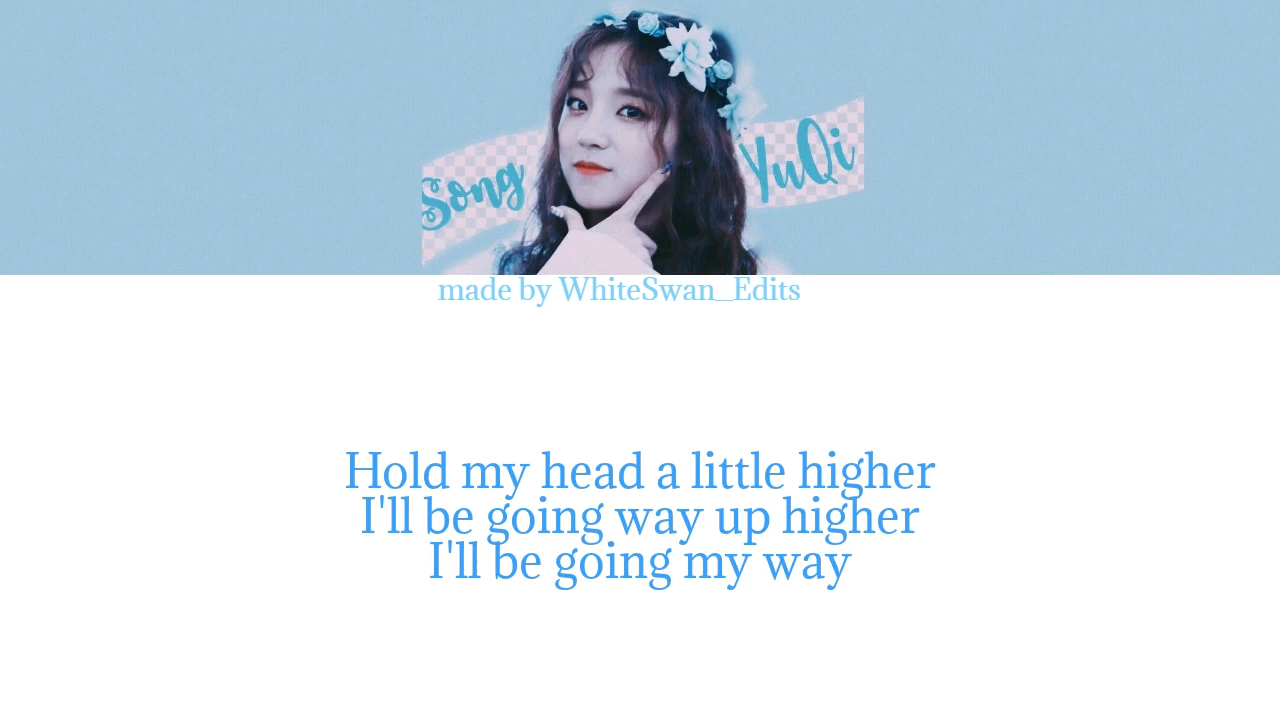 Song YuQi
made by WhiteSwan_Edits
Hold my head a little higher
I'll be going way up higher
I'll be going my way